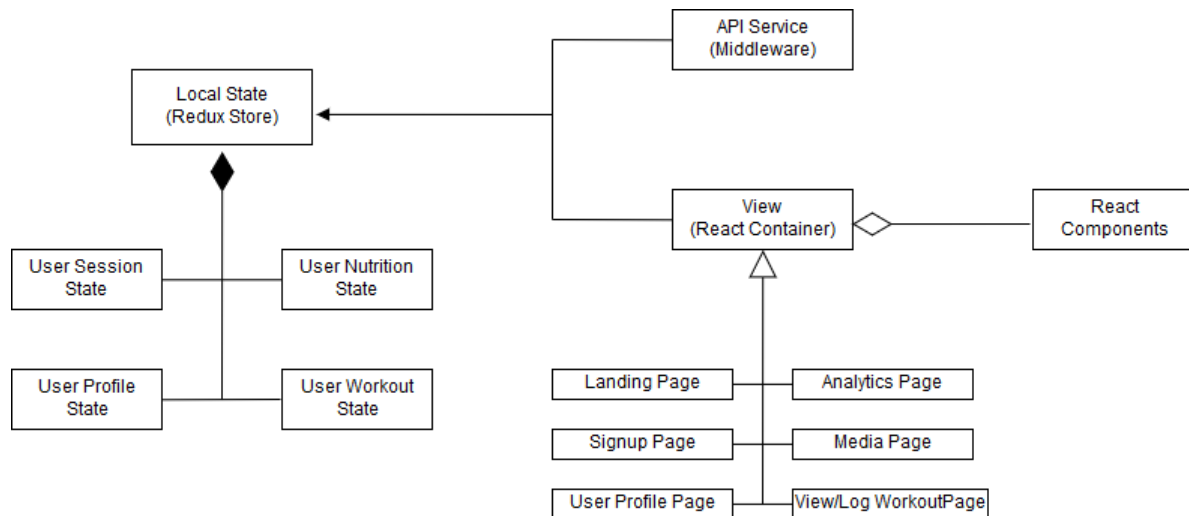 API Service
(Middleware)
Local State
(Redux Store)
View
(React Container)
React
Components
User Session
State
User Nutrition
State
User Profile
State
User Workout
State
Landing Page
Analytics Page
Signup Page
Media Page
User Profile Page
View/Log WorkoutPage